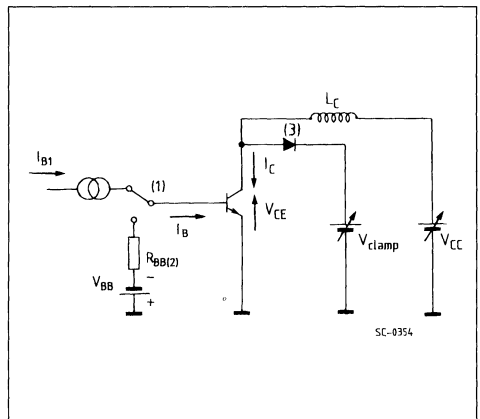 L_C
(3)
I_B1
(1)
I_C
V_CE
I_B
V_clamp
V_CC
R_BB(2)
V_BB
-
+
SC-0354